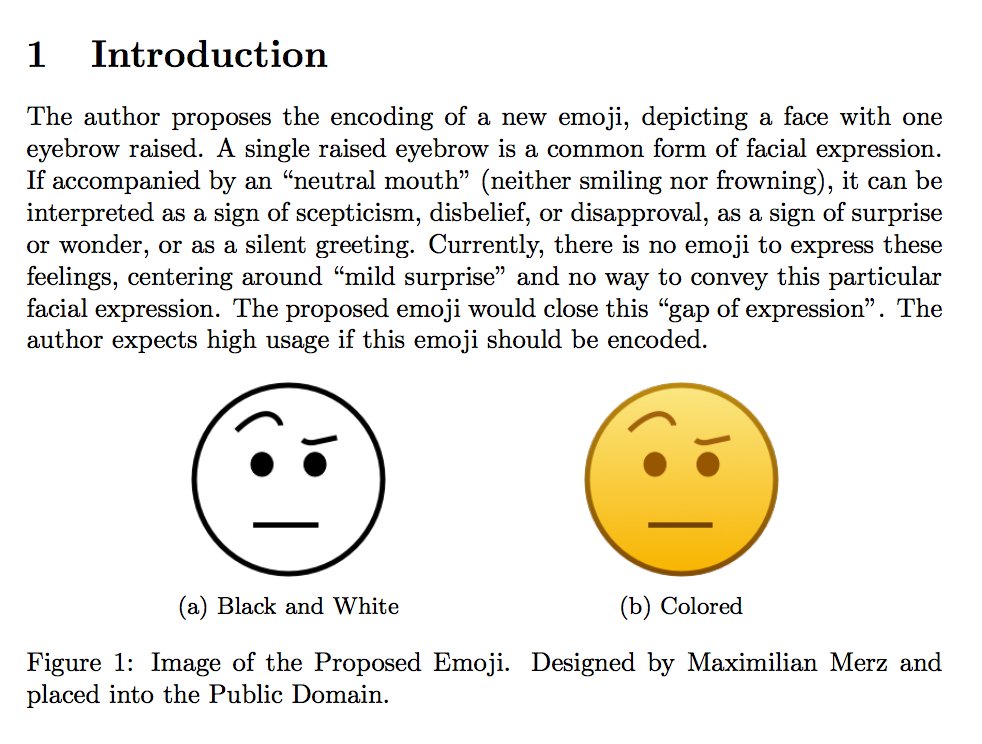 1 Introduction
The author proposes the encoding of a new emoji, depicting a face with one
eyebrow raised. A single raised eyebrow is a common form of facial expression.
If accompanied by an “neutral mouth” (neither smiling nor frowning), it can be
interpreted as a sign of scepticism, disbelief, or disapproval, as a sign of surprise
or wonder, or as a silent greeting. Currently, there is no emoji to express these
feelings, centering around “mild surprise” and no way to convey this particular
facial expression. The proposed emoji would close this “gap of expression”. The
author expects high usage if this emoji should be encoded.
(a) Black and White
(b) Colored
Figure 1: Image of the Proposed Emoji. Designed by Maximilian Merz and
placed into the Public Domain.